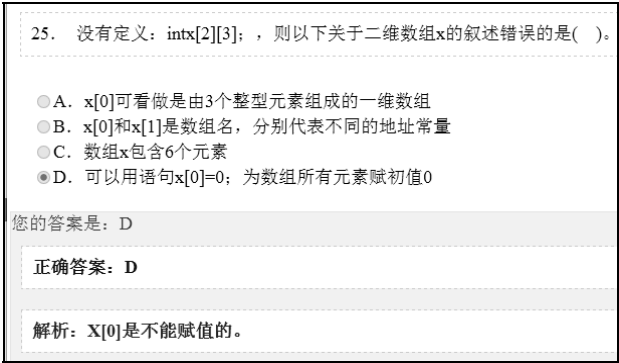 25． 没有定义：intx[2][3]；，则以下关于二维数组x的叙述错误的是( )。
A．x[0]可看做是由3个整型元素组成的一维数组
B．x[0]和x[1]是数组名，分别代表不同的地址常量
C．数组x包含6个元素
D．可以用语句x[0]=0；为数组所有元素赋初值0
您的答案是：D
正确答案：D
解析：X[0]是不能赋值的。